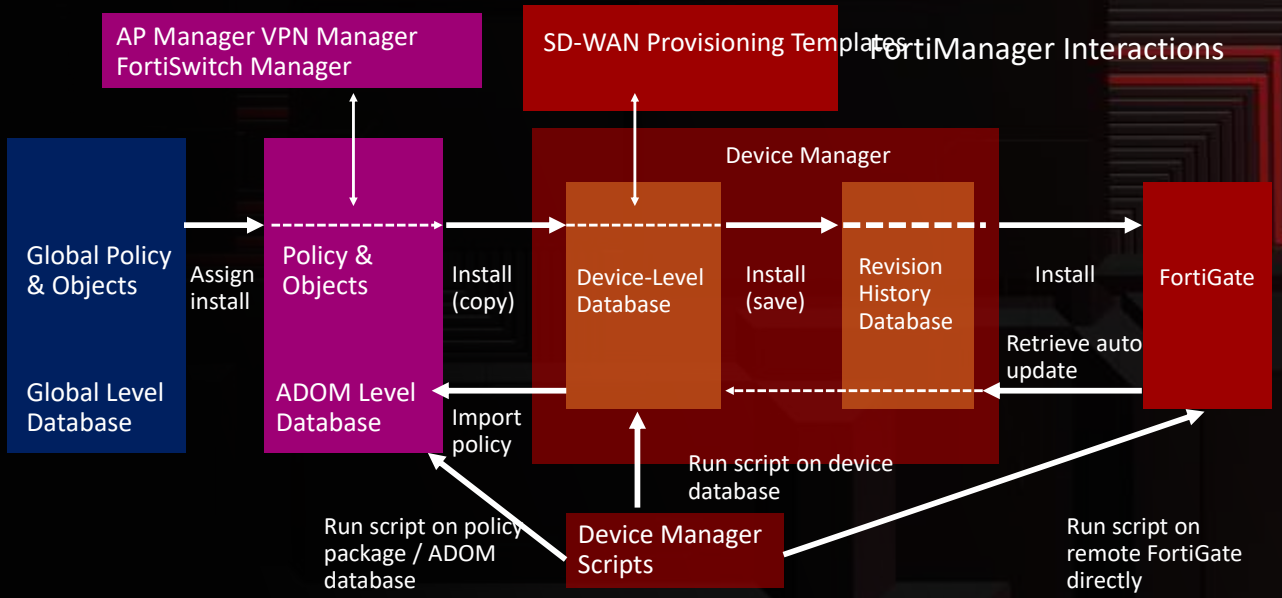 AP Manager VPN Manager
FortiSwitch Manager
SD-WAN Provisioning Templates
FortiManager Interactions
Device Manager
Global Policy
& Objects
Assign
install
Policy &
Objects
Install
(copy)
Device-Level
Database
Install
(save)
Revision
History
Database
Install
FortiGate
Retrieve auto
update
Global Level
Database
ADOM Level
Database
Import
policy
Run script on device
database
Run script on policy
package / ADOM
database
Device Manager
Scripts
Run script on
remote FortiGate
directly